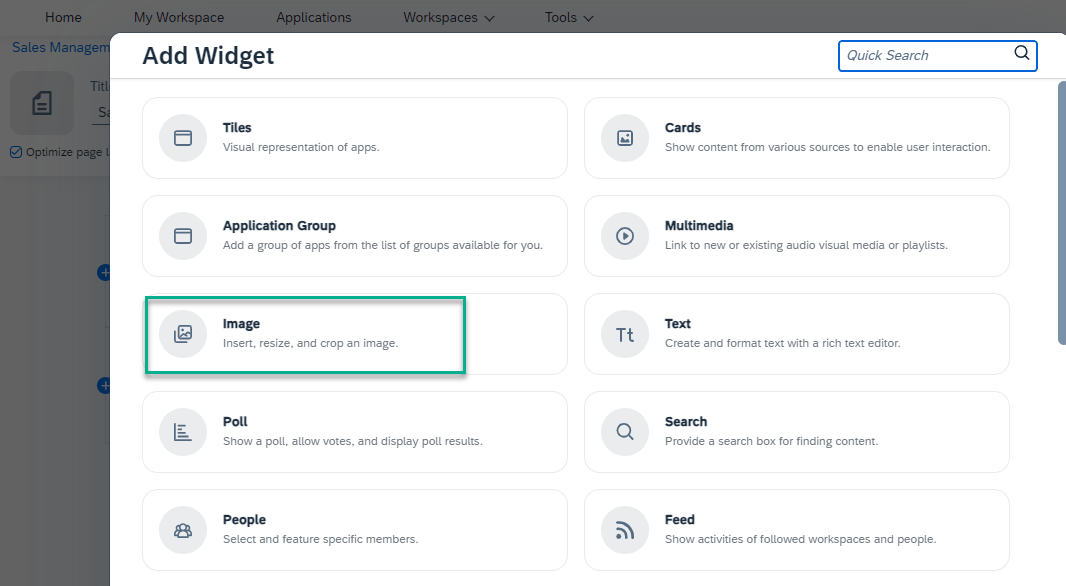 Home My Workspace Applications Workspaces Tools
Sales Managem
Add Widget
Quick Search
Optimize page l
Tiles
Visual representation of apps.
Cards
Show content from various sources to enable user interaction.
Application Group
Add a group of apps from the list of groups available for you.
Multimedia
Link to new or existing audio visual media or playlists.
Image
Insert, resize, and crop an image.
Tt
Text
Create and format text with a rich text editor.
Poll
Show a poll, allow votes, and display poll results.
Search
Provide a search box for finding content.
People
Select and feature specific members.
Feed
Show activities of followed workspaces and people.